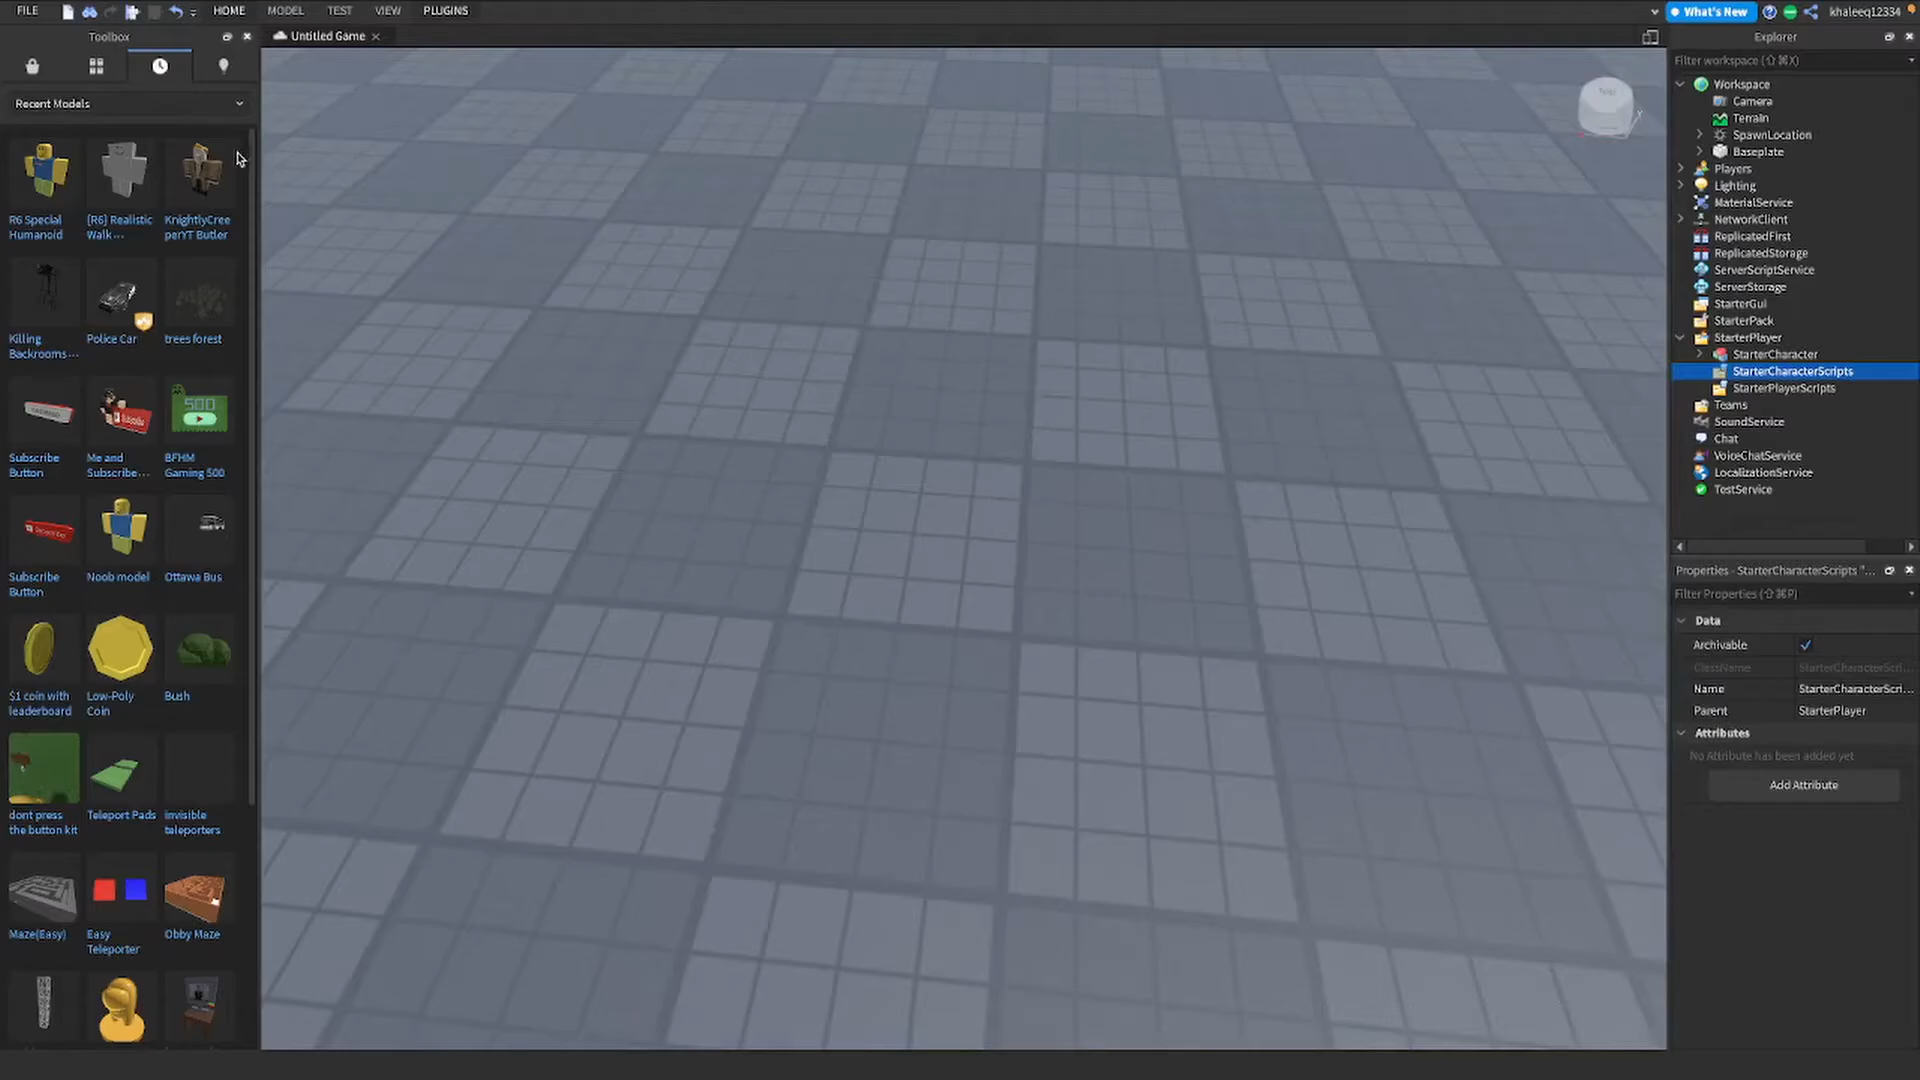 FILE
HOME
MODEL
TEST
VIEW
PLUGINS
What's New
khaleeq12334
Toolbox
Untitled Game
Explorer
Recent Models
Filter workspace (⇧⌘X)
R6 Special
Humanoid
[R6] Realistic
Walk ...
KnightlyCree
perYT Butler
Killing
Backrooms ...
Police Car
trees forest
Subscribe
Button
Me and
Subscribe...
500
BFHM
Gaming 500
Subscribe
Button
Noob model
Ottawa Bus
$1 coin with
leaderboard
Low-Poly
Coin
Bush
dont press
the button kit
Teleport Pads
invisible
teleporters
Maze(Easy)
Easy
Teleporter
Obby Maze
Workspace
Camera
Terrain
SpawnLocation
Baseplate
Players
Lighting
MaterialService
NetworkClient
ReplicatedFirst
ReplicatedStorage
ServerScriptService
ServerStorage
StarterGui
StarterPack
StarterPlayer
StarterCharacter
StarterCharacterScripts
StarterPlayerScripts
Teams
SoundService
Chat
VoiceChatService
LocalizationService
TestService
Properties - StarterCharacterScripts "...
Filter Properties (⇧⌘P)
Data
Archivable
ClassName StarterCharacterScri...
Name StarterCharacterScri...
Parent StarterPlayer
Attributes
No Attribute has been added yet
Add Attribute